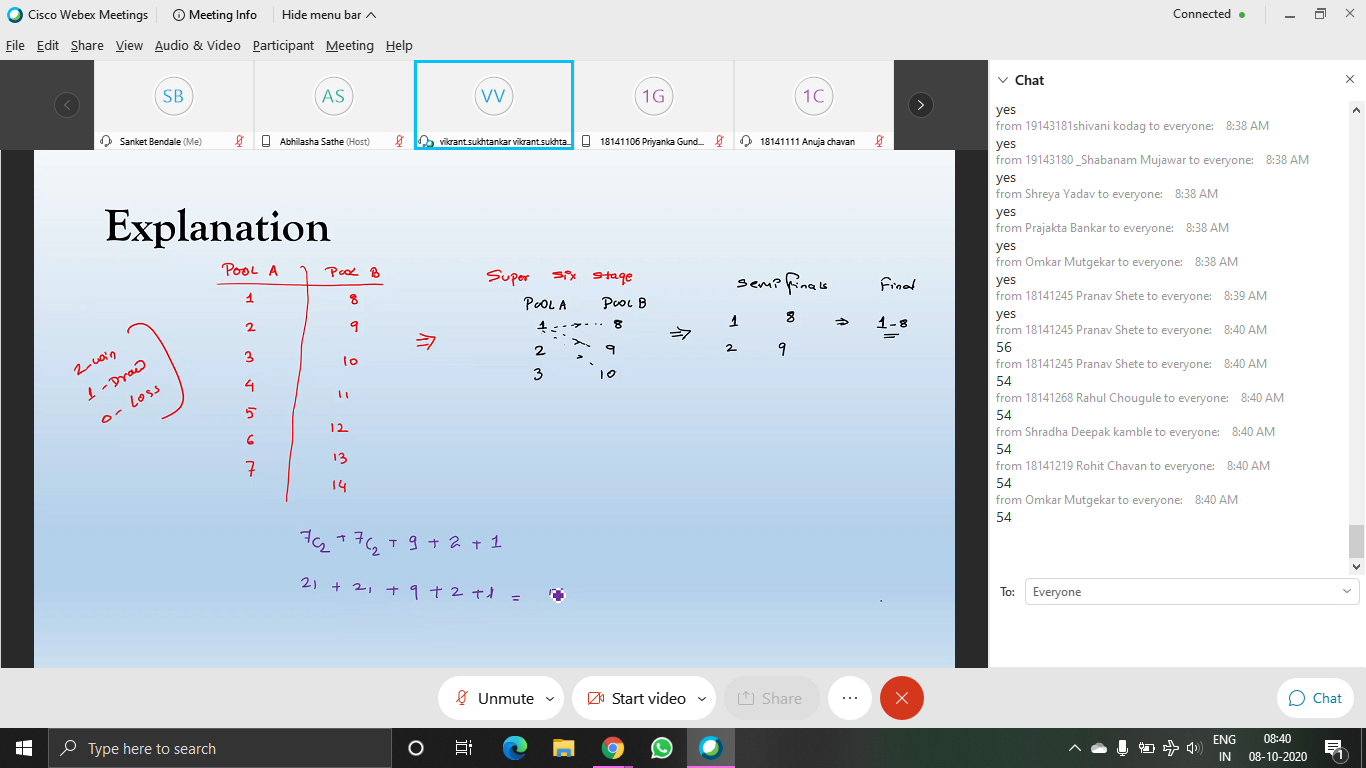 Cisco Webex Meetings
Meeting Info
Hide menu bar
Connected
File Edit Share View Audio & Video Participant Meeting Help
SB AS VV 1G 1C
Sanket Bendale (Me)
Abhilasha Sathe (Host)
vikrant.sukhtankar vikrant.sukhta...
18141106 Priyanka Gund...
18141111 Anuja chavan
Explanation
POOL A POOL B
1 8
2 9
3 10
4 11
5 12
6 13
7 14
2-win
1-Draw
0-Loss
Super six stage
POOL A POOL B
1 8
2 9
3 10
semi finals
1 8
2 9
Final
1-8
7C2 + 7C2 + 9 + 2 + 1
21 + 21 + 9 + 2 + 1 =
Chat
yes
from 19143181shivani kodag to everyone: 8:38 AM
yes
from 19143180 _Shabanam Mujawar to everyone: 8:38 AM
yes
from Shreya Yadav to everyone: 8:38 AM
yes
from Prajakta Bankar to everyone: 8:38 AM
yes
from Omkar Mutgekar to everyone: 8:38 AM
yes
from 18141245 Pranav Shete to everyone: 8:39 AM
yes
from 18141245 Pranav Shete to everyone: 8:40 AM
56
from 18141245 Pranav Shete to everyone: 8:40 AM
54
from 18141268 Rahul Chougule to everyone: 8:40 AM
54
from Shradha Deepak kamble to everyone: 8:40 AM
54
from 18141219 Rohit Chavan to everyone: 8:40 AM
54
from Omkar Mutgekar to everyone: 8:40 AM
54
To: Everyone
Unmute
Start video
Share
Chat
Type here to search
ENG
IN
08:40
08-10-2020
1